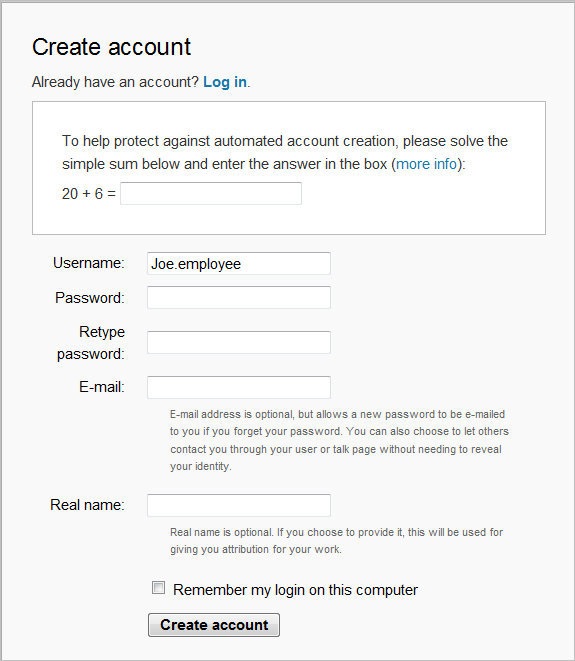 Create account
Already have an account? Log in.
To help protect against automated account creation, please solve the
simple sum below and enter the answer in the box (more info):
20 + 6 =
Username: Joe.employee
Password:
Retype
password:
E-mail:
E-mail address is optional, but allows a new password to be e-mailed
to you if you forget your password. You can also choose to let others
contact you through your user or talk page without needing to reveal
your identity.
Real name:
Real name is optional. If you choose to provide it, this will be used for
giving you attribution for your work.
Remember my login on this computer
Create account